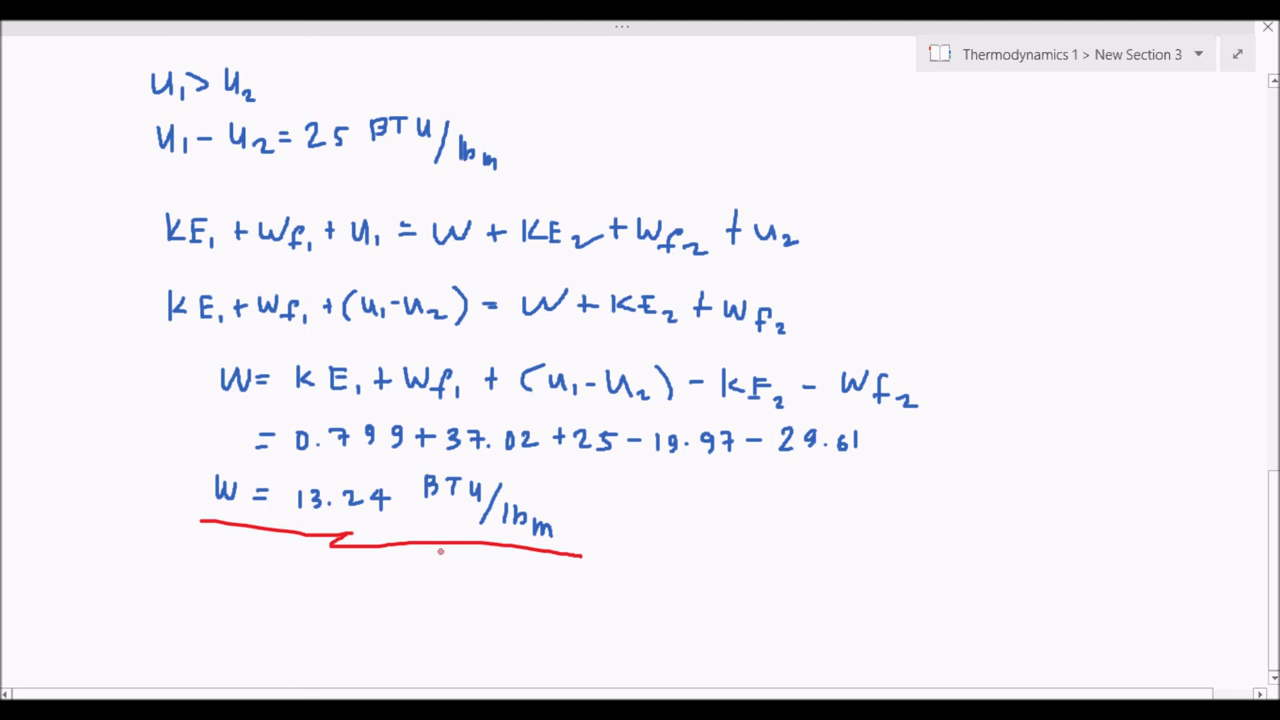 Thermodynamics 1 > New Section 3
u₁ > u₂
u₁ - u₂ = 25 BTU/lbm
KE₁ + Wf₁ + u₁ = W + KE₂ + Wf₂ + u₂
KE₁ + Wf₁ + (u₁-u₂) = W + KE₂ + Wf₂
W = KE₁ + Wf₁ + (u₁-u₂) - KE₂ - Wf₂
= 0.799 + 37.02 + 25 - 19.97 - 29.61
W = 13.24 BTU/lbm